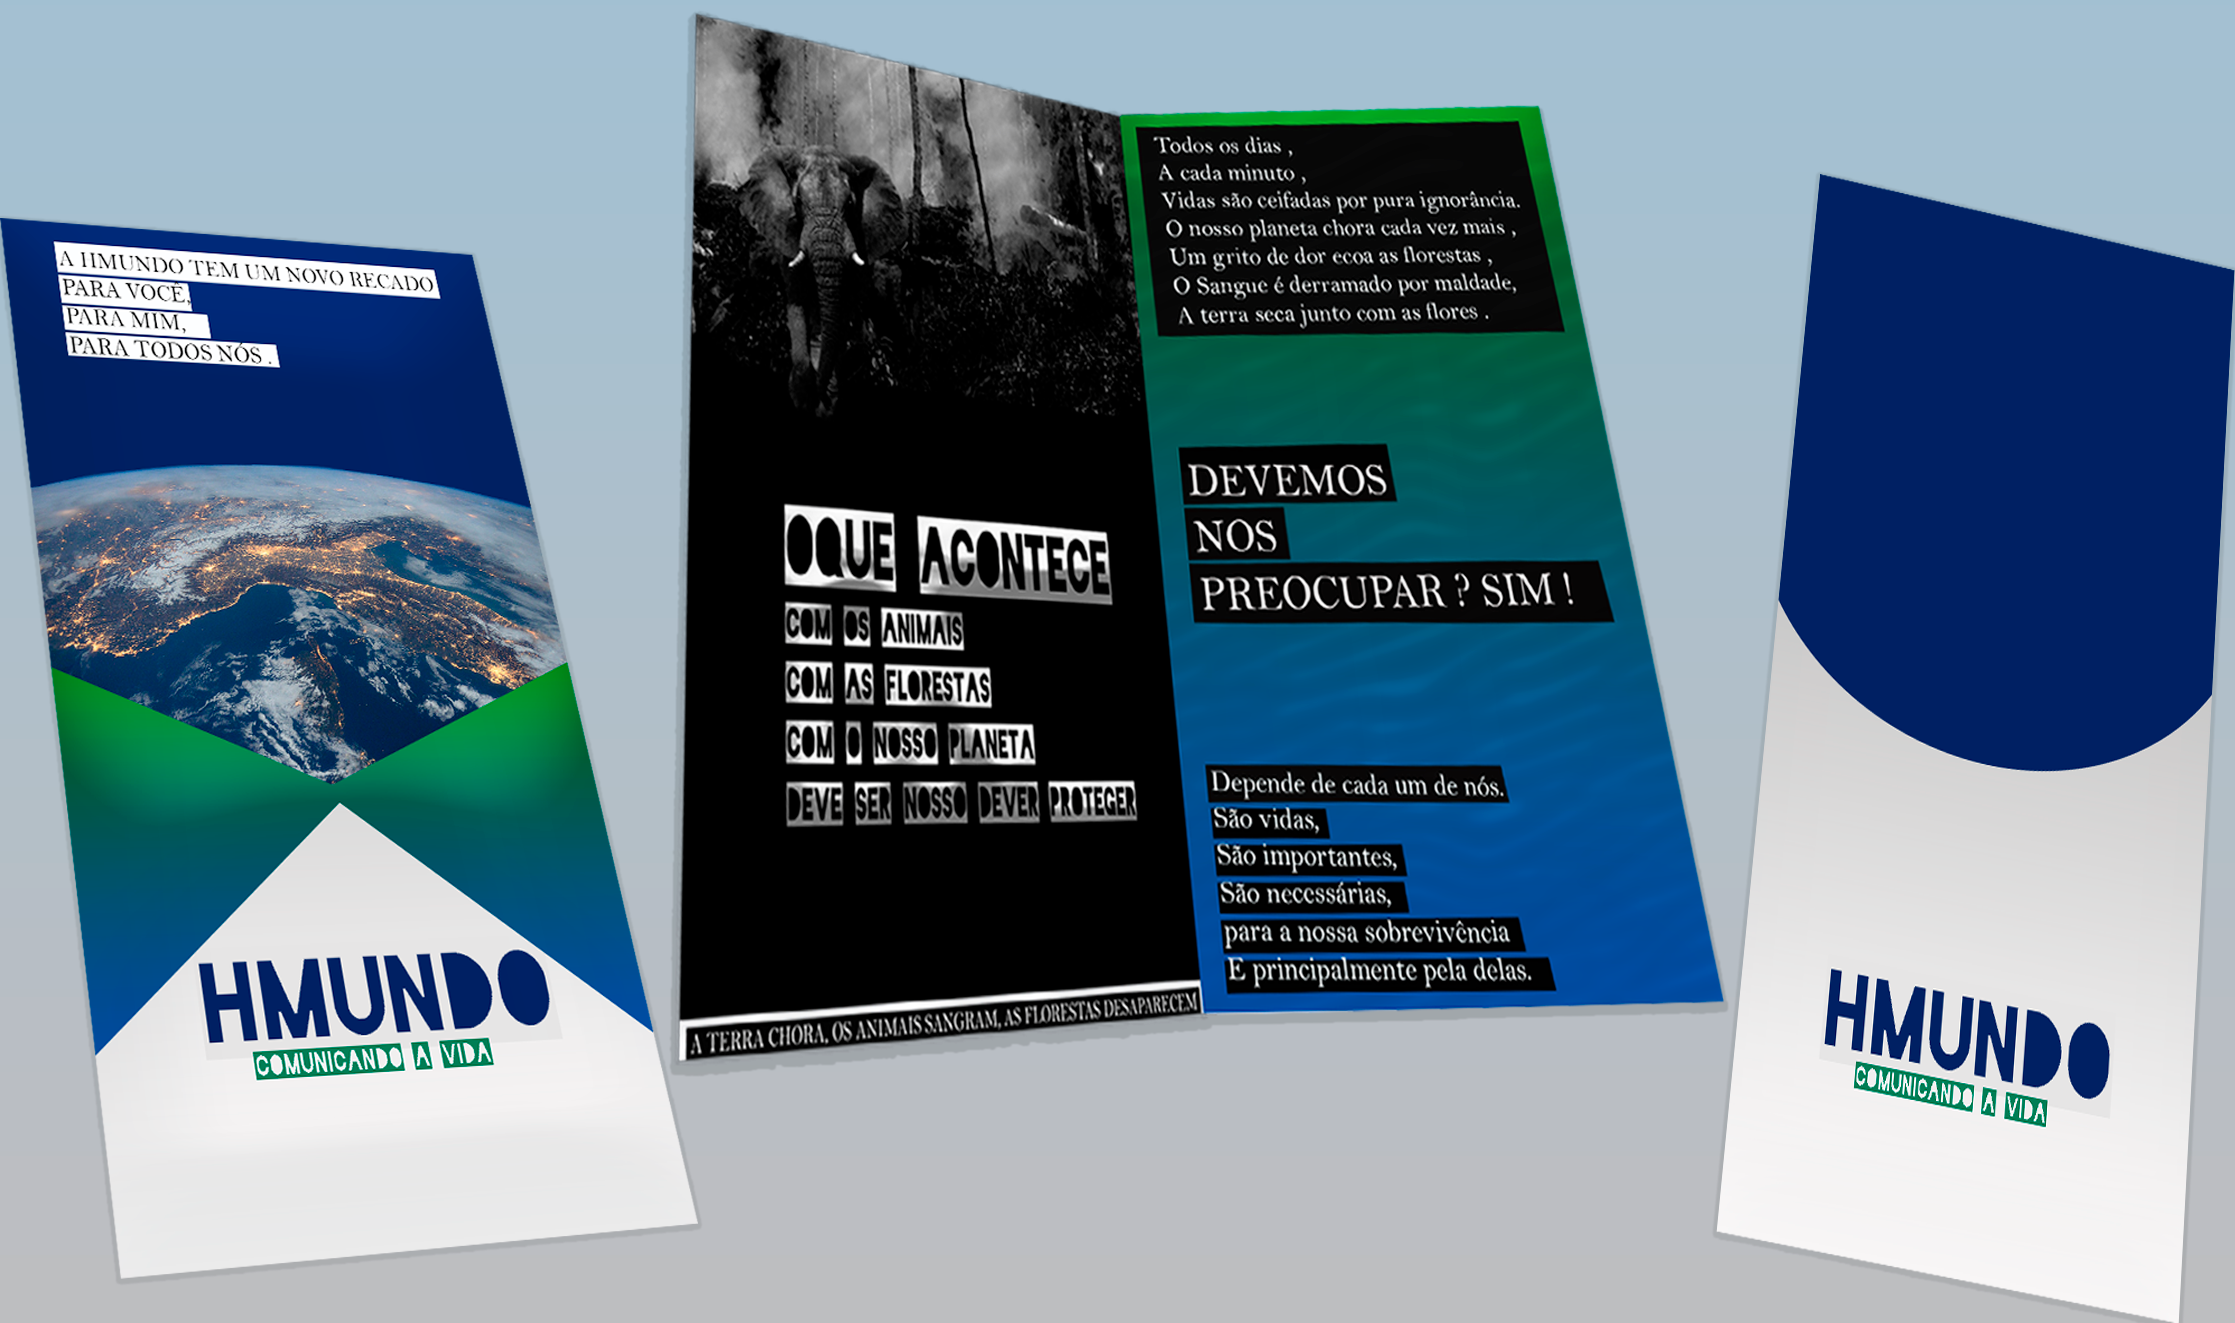 A HMUNDO TEM UM NOVO RECADO
PARA VOCÊ,
PARA MIM,
PARA TODOS NÓS .
HMUNDO
COMUNICANDO A VIDA
OQUE ACONTECE
COM OS ANIMAIS
COM AS FLORESTAS
COM O NOSSO PLANETA
DEVE SER NOSSO DEVER PROTEGER
A TERRA CHORA, OS ANIMAIS SANGRAM, AS FLORESTAS DESAPARECEM
Todos os dias ,
A cada minuto ,
Vidas são ceifadas por pura ignorância.
O nosso planeta chora cada vez mais ,
Um grito de dor ecoa as florestas ,
O Sangue é derramado por maldade,
A terra seca junto com as flores .
DEVEMOS
NOS
PREOCUPAR ? SIM !
Depende de cada um de nós.
São vidas,
São importantes,
São necessárias,
para a nossa sobrevivência
E principalmente pela delas.
HMUNDO
COMUNICANDO A VIDA